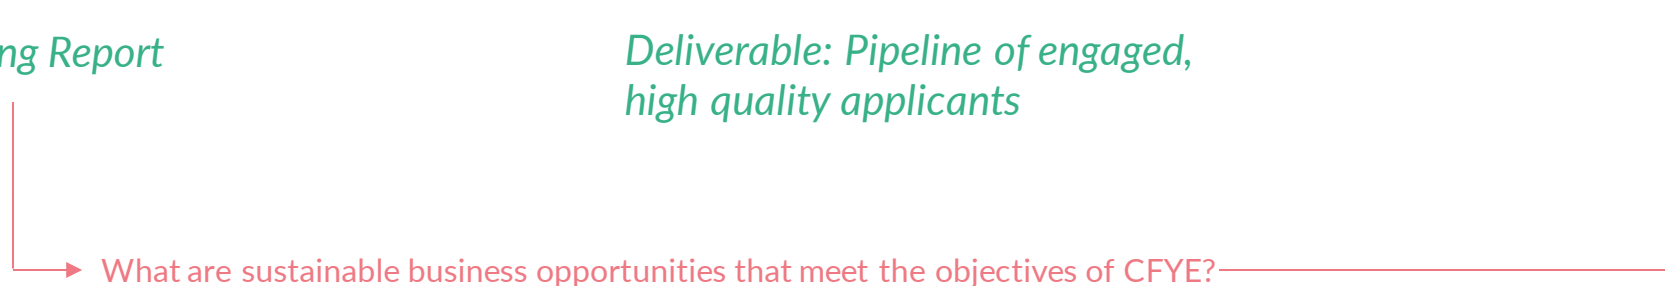 ng Report
Deliverable: Pipeline of engaged,
high quality applicants
What are sustainable business opportunities that meet the objectives of CFYE?